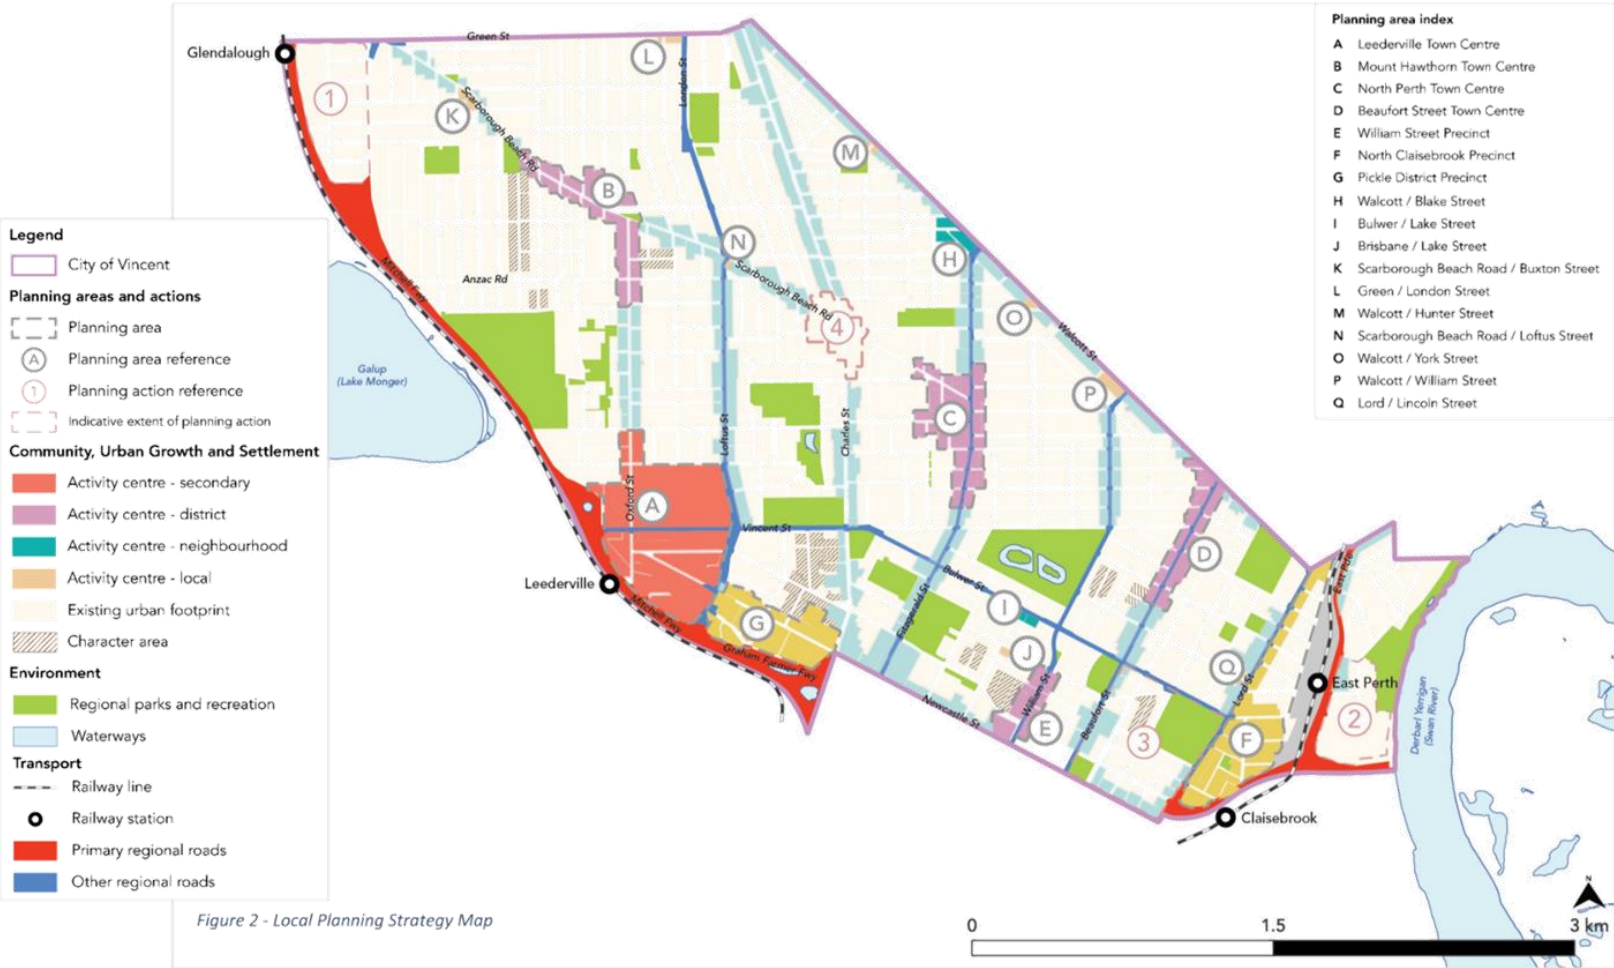 Planning area index
A Leederville Town Centre
B Mount Hawthorn Town Centre
C North Perth Town Centre
D Beaufort Street Town Centre
E William Street Precinct
F North Claisebrook Precinct
G Pickle District Precinct
H Walcott / Blake Street
I Bulwer / Lake Street
J Brisbane / Lake Street
K Scarborough Beach Road / Buxton Street
L Green / London Street
M Walcott / Hunter Street
N Scarborough Beach Road / Loftus Street
O Walcott / York Street
P Walcott / William Street
Q Lord / Lincoln Street
Legend
City of Vincent
Planning areas and actions
Planning area
A Planning area reference
1 Planning action reference
Indicative extent of planning action
Community, Urban Growth and Settlement
Activity centre - secondary
Activity centre - district
Activity centre - neighbourhood
Activity centre - local
Existing urban footprint
Character area
Environment
Regional parks and recreation
Waterways
Transport
Railway line
Railway station
Primary regional roads
Other regional roads
Glendalough
Green St
L
1
K
London St
Scarborough Beach Rd
M
B
N
H
Mitchell Fwy
Anzac Rd
Scarborough Beach Rd
4
O
Walcott St
Galup
(Lake Monger)
P
C
Loftus St
Charles St
Oxford St
A
Vincent St
D
Leederville
Bulwer St
East Pde
Mitchell Fwy
G
I
Fitzgerald St
J
Graham Farmer Fwy
Q
Lord St
East Perth
William St
Newcastle St
Beaufort St
E
3
F
2
Derbarl Yerrigan
(Swan River)
Claisebrook
Figure 2 - Local Planning Strategy Map
N
0 1.5 3 km